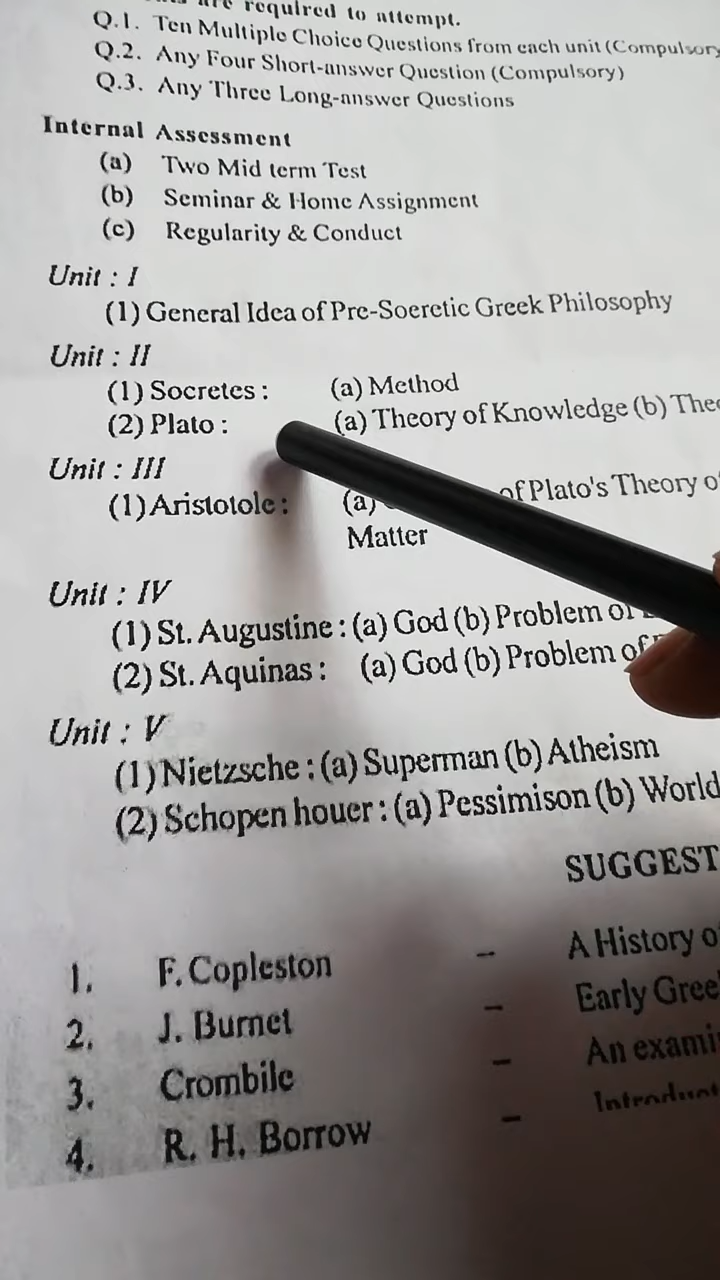 are required to attempt.
Q.1. Ten Multiple Choice Questions from each unit (Compulsory
Q.2. Any Four Short-answer Question (Compulsory)
Q.3. Any Three Long-answer Questions
Internal Assessment
(a) Two Mid term Test
(b) Seminar & Home Assignment
(c) Regularity & Conduct
Unit : I
(1) General Idea of Pre-Soeretic Greek Philosophy
Unit : II
(1) Socretes : (a) Method
(2) Plato : (a) Theory of Knowledge (b)
Unit : III
(1) Aristotole : (a) of Plato's Theory
Matter
Unit : IV
(1) St. Augustine : (a) God (b) Problem of
(2) St. Aquinas : (a) God (b) Problem of
Unit : V
(1) Nietzsche : (a) Superman (b) Atheism
(2) Schopen houer : (a) Pessimison (b) World
SUGGEST
1. F. Copleston – A History
2. J. Burnet – Early Gree
3. Crombile – An exami
4. R. H. Borrow – Introduct